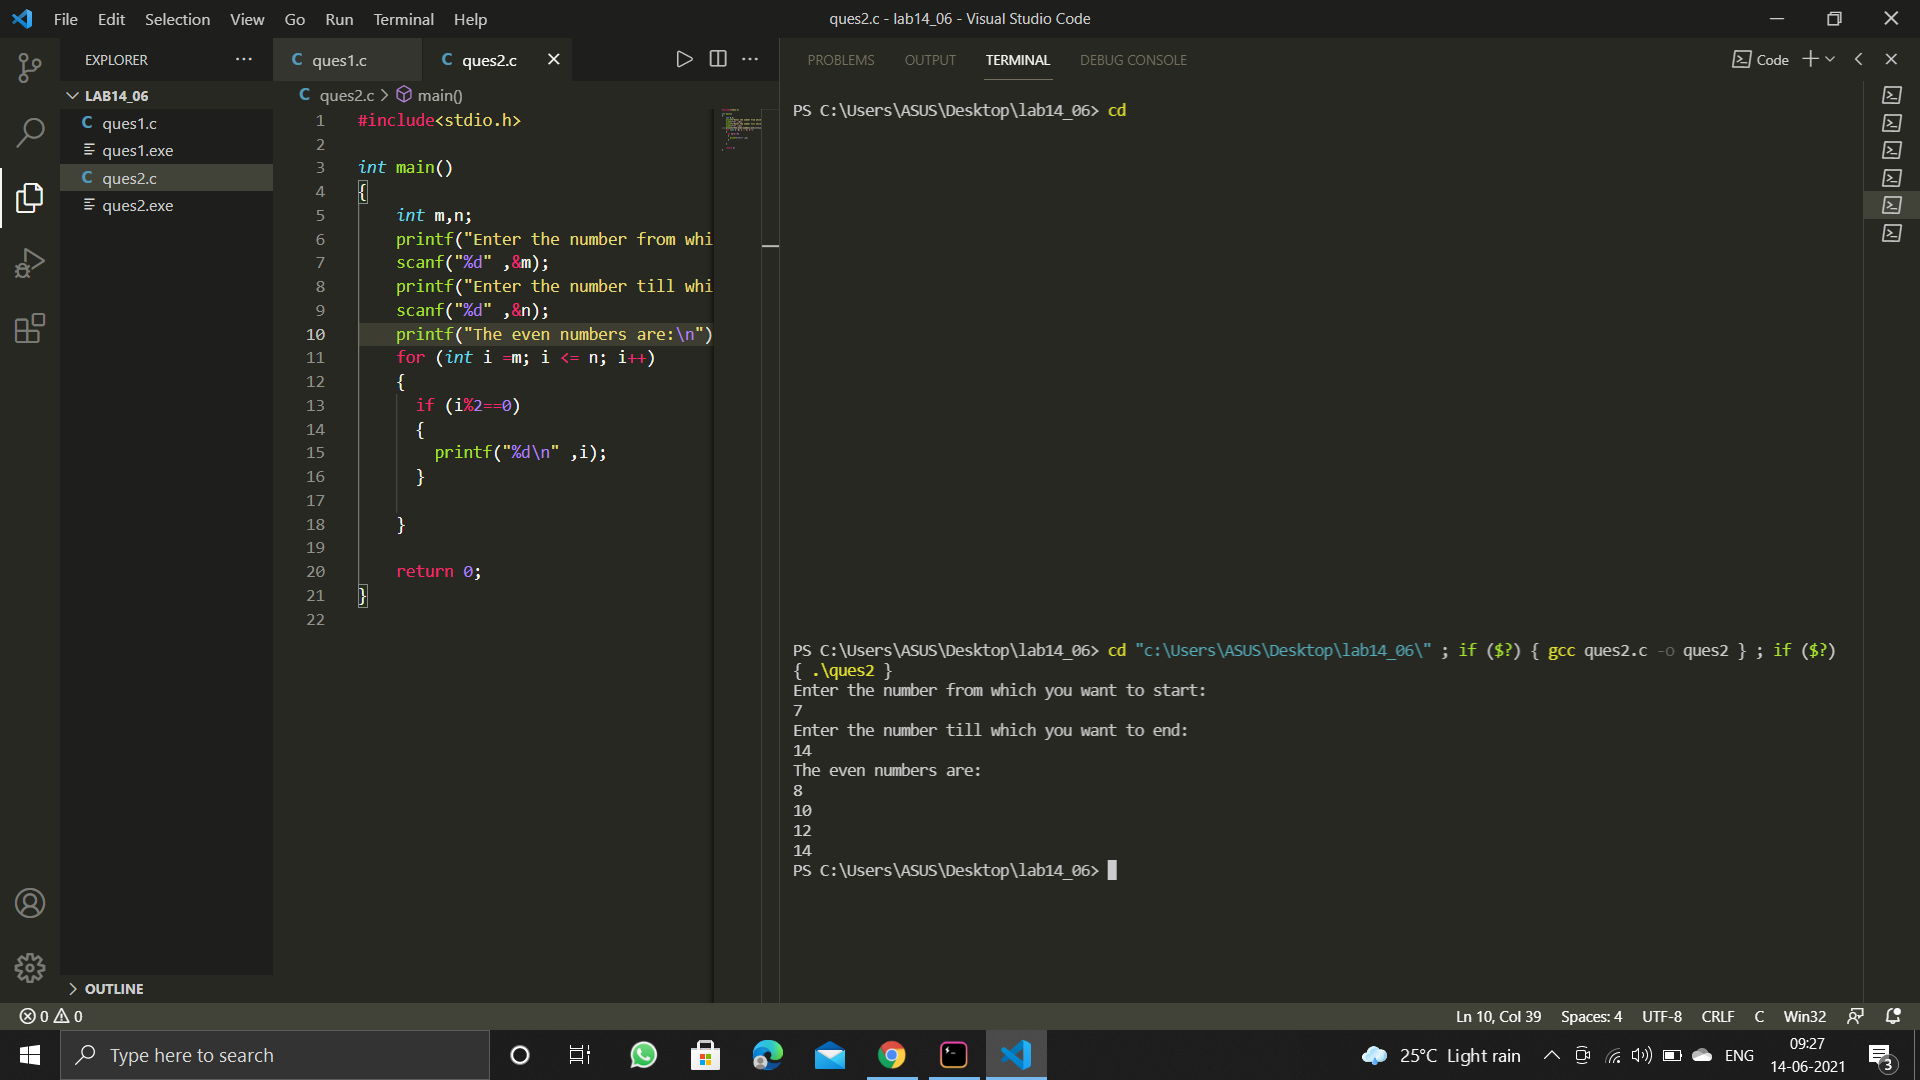 File Edit Selection View Go Run Terminal Help
ques2.c - lab14_06 - Visual Studio Code
EXPLORER
LAB14_06
ques1.c
ques1.exe
ques2.c
ques2.exe
OUTLINE
ques1.c
ques2.c
ques2.c > main()
1 #include<stdio.h>
2
3 int main()
4 {
5 int m,n;
6 printf("Enter the number from whi
7 scanf("%d" ,&m);
8 printf("Enter the number till whi
9 scanf("%d" ,&n);
10 printf("The even numbers are:\n")
11 for (int i =m; i <= n; i++)
12 {
13 if (i%2==0)
14 {
15 printf("%d\n" ,i);
16 }
17
18 }
19
20 return 0;
21 }
22
PROBLEMS OUTPUT TERMINAL DEBUG CONSOLE
Code
PS C:\Users\ASUS\Desktop\lab14_06> cd
PS C:\Users\ASUS\Desktop\lab14_06> cd "c:\Users\ASUS\Desktop\lab14_06\" ; if ($?) { gcc ques2.c -o ques2 } ; if ($?)
{ .\ques2 }
Enter the number from which you want to start:
7
Enter the number till which you want to end:
14
The even numbers are:
8
10
12
14
PS C:\Users\ASUS\Desktop\lab14_06>
0 0
Ln 10, Col 39 Spaces: 4 UTF-8 CRLF C Win32
Type here to search
25°C Light rain
ENG
09:27
14-06-2021
3